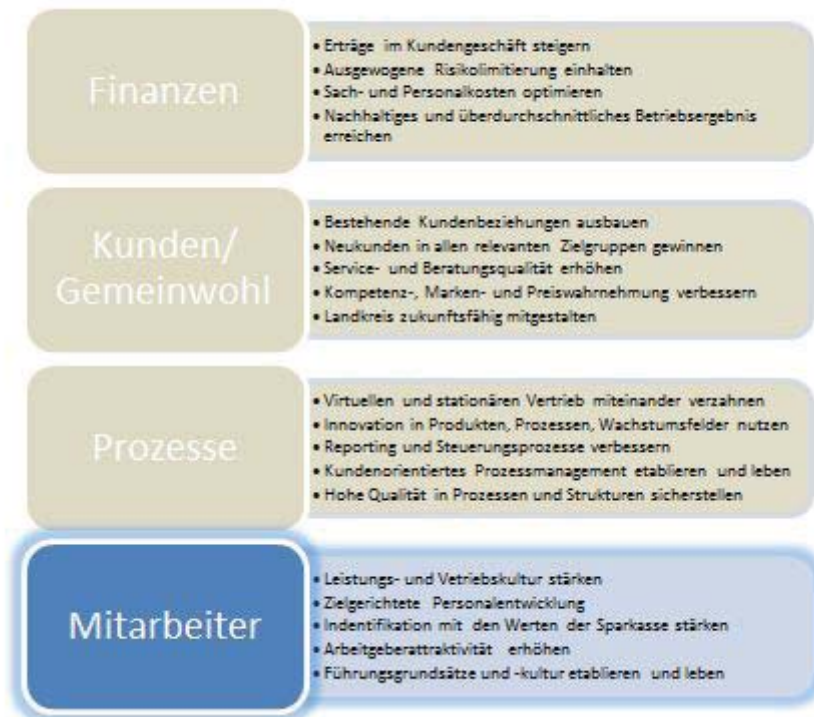 Finanzen
• Erträge im Kundengeschäft steigern
• Ausgewogene Risikolimitierung einhalten
• Sach- und Personalkosten optimieren
• Nachhaltiges und überdurchschnittliches Betriebsergebnis
erreichen
Kunden/
Gemeinwohl
• Bestehende Kundenbeziehungen ausbauen
• Neukunden in allen relevanten Zielgruppen gewinnen
• Service- und Beratungsqualität erhöhen
• Kompetenz-, Marken- und Preiswahrnehmung verbessern
• Landkreis zukunftsfähig mitgestalten
Prozesse
• Virtuellen und stationären Vertrieb miteinander verzahnen
• Innovation in Produkten, Prozessen, Wachstumsfelder nutzen
• Reporting und Steuerungsprozesse verbessern
• Kundenorientiertes Prozessmanagement etablieren und leben
• Hohe Qualität in Prozessen und Strukturen sicherstellen
Mitarbeiter
• Leistungs- und Vetriebskultur stärken
• Zielgerichtete Personalentwicklung
• Indentifikation mit den Werten der Sparkasse stärken
• Arbeitgeberattraktivität erhöhen
• Führungsgrundsätze und -kultur etablieren und leben